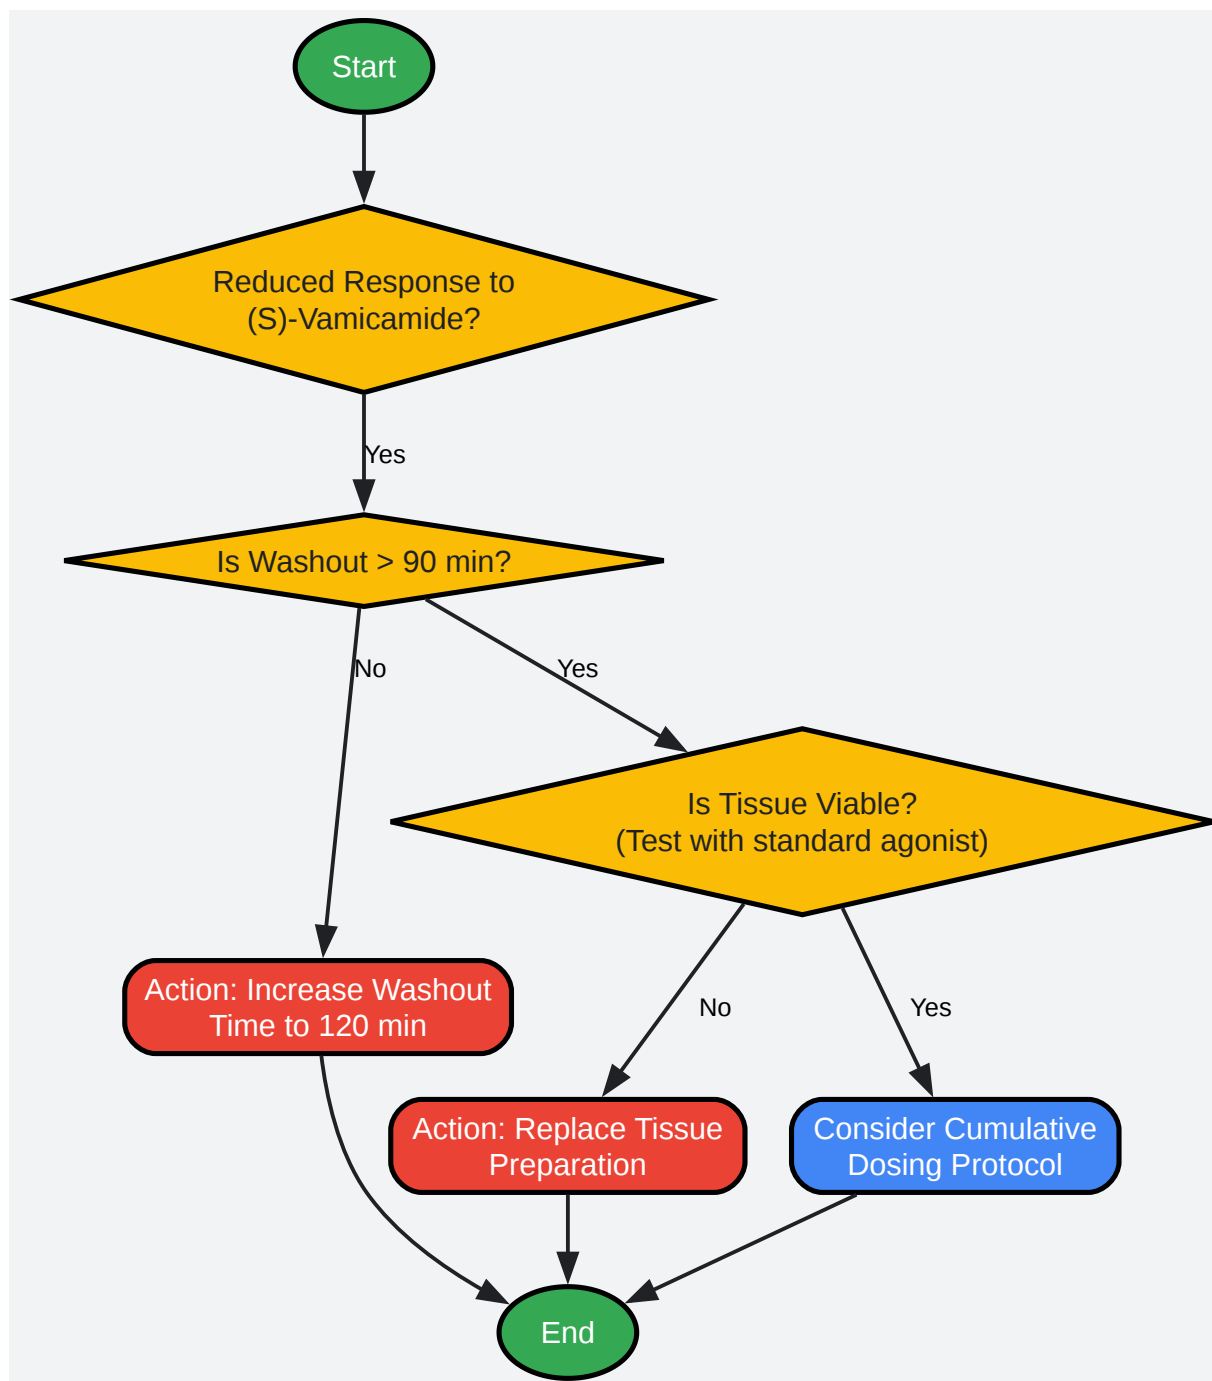 Start
Reduced Response to
(S)-Vamicamide?
Yes
Is Washout > 90 min?
No
Yes
Is Tissue Viable?
(Test with standard agonist)
Action: Increase Washout
Time to 120 min
No
Yes
Action: Replace Tissue
Preparation
Consider Cumulative
Dosing Protocol
End